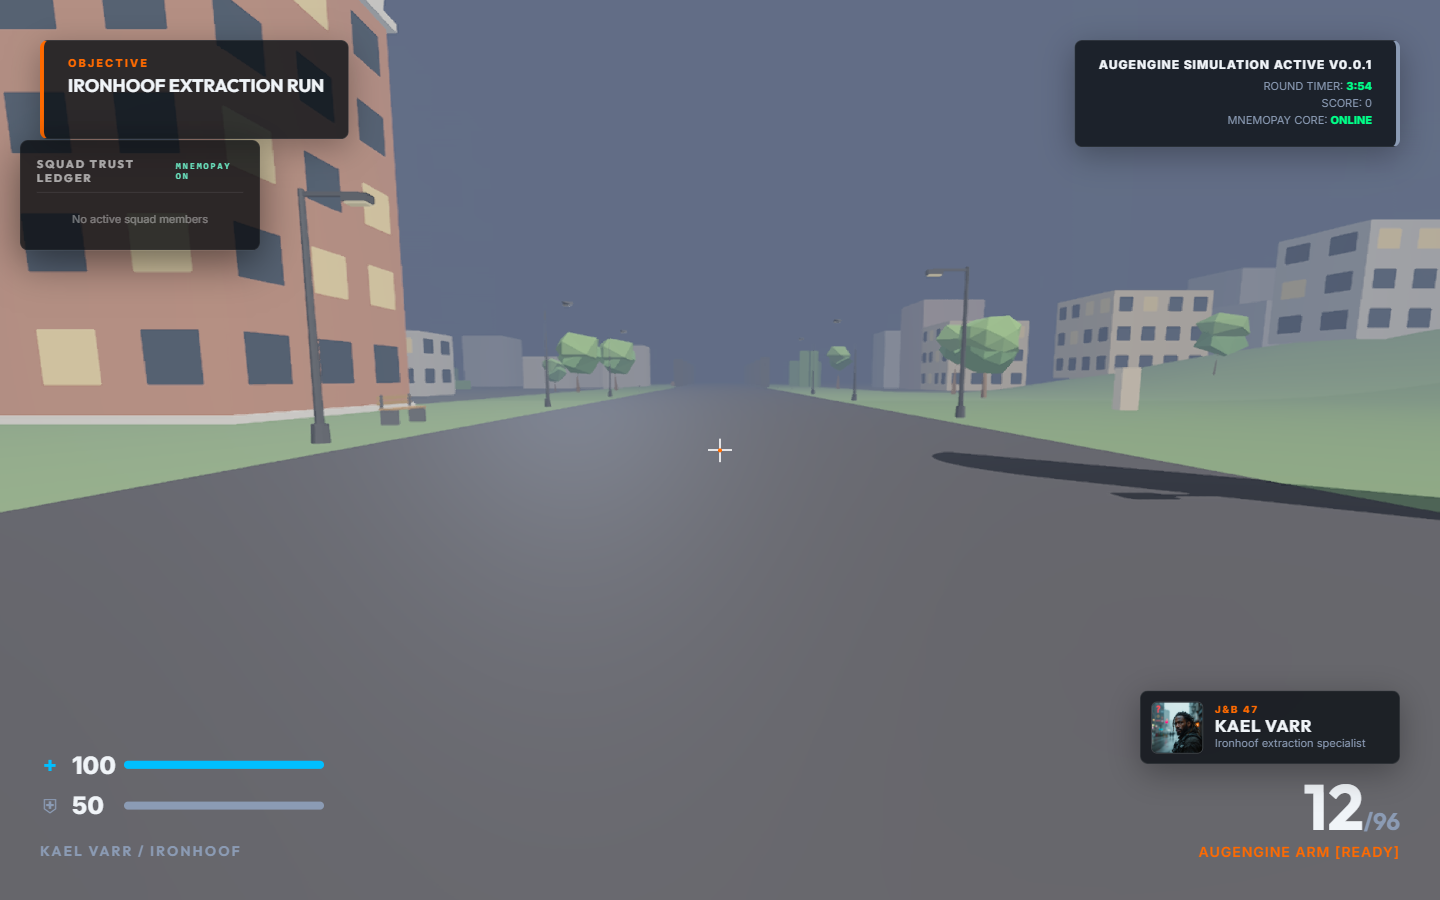 OBJECTIVE
IRONHOOF EXTRACTION RUN
SQUAD TRUST
LEDGER
MNEMOPAY
ON
No active squad members
AUGENGINE SIMULATION ACTIVE V0.0.1
ROUND TIMER: 3:54
SCORE: 0
MNEMOPAY CORE: ONLINE
100
50
KAEL VARR / IRONHOOF
J&B 47
KAEL VARR
Ironhoof extraction specialist
12/96
AUGENGINE ARM [READY]